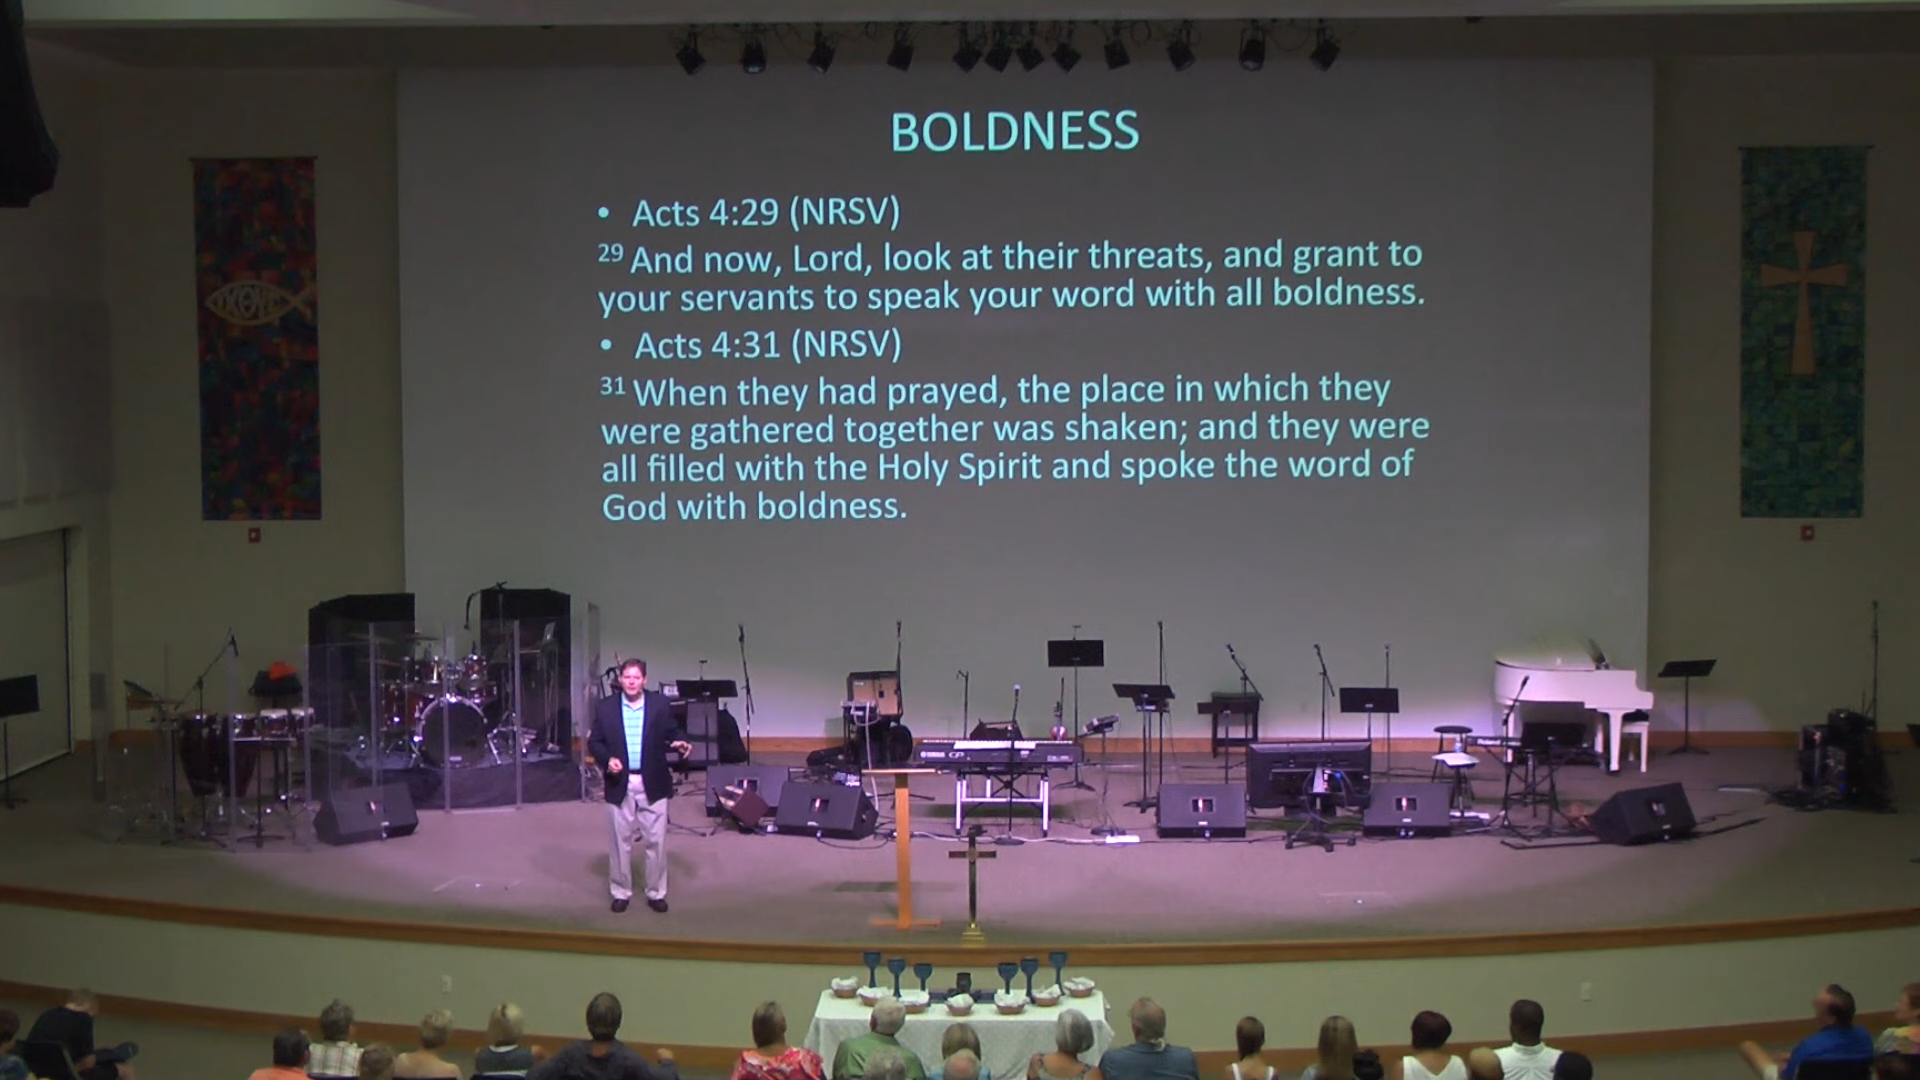 BOLDNESS
• Acts 4:29 (NRSV)
29 And now, Lord, look at their threats, and grant to
your servants to speak your word with all boldness.
• Acts 4:31 (NRSV)
31 When they had prayed, the place in which they
were gathered together was shaken; and they were
all filled with the Holy Spirit and spoke the word of
God with boldness.